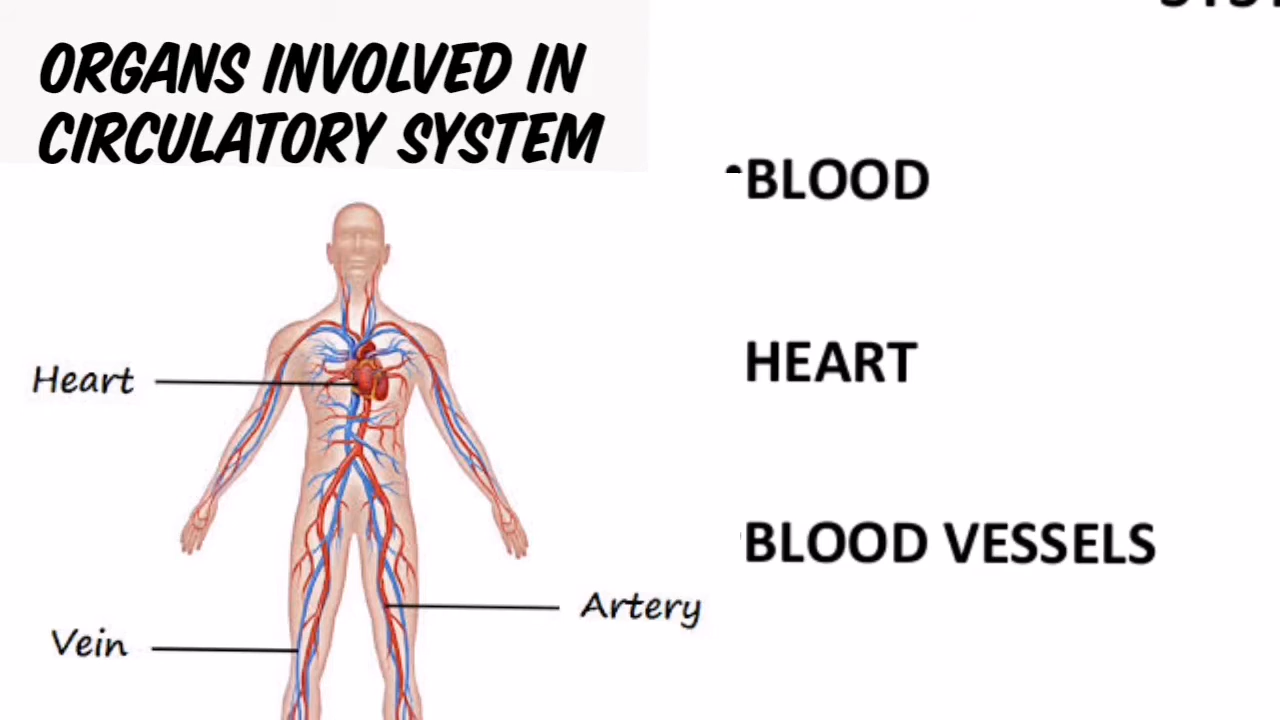 ORGANS INVOLVED IN
CIRCULATORY SYSTEM
•BLOOD
HEART
BLOOD VESSELS
Heart
Artery
Vein